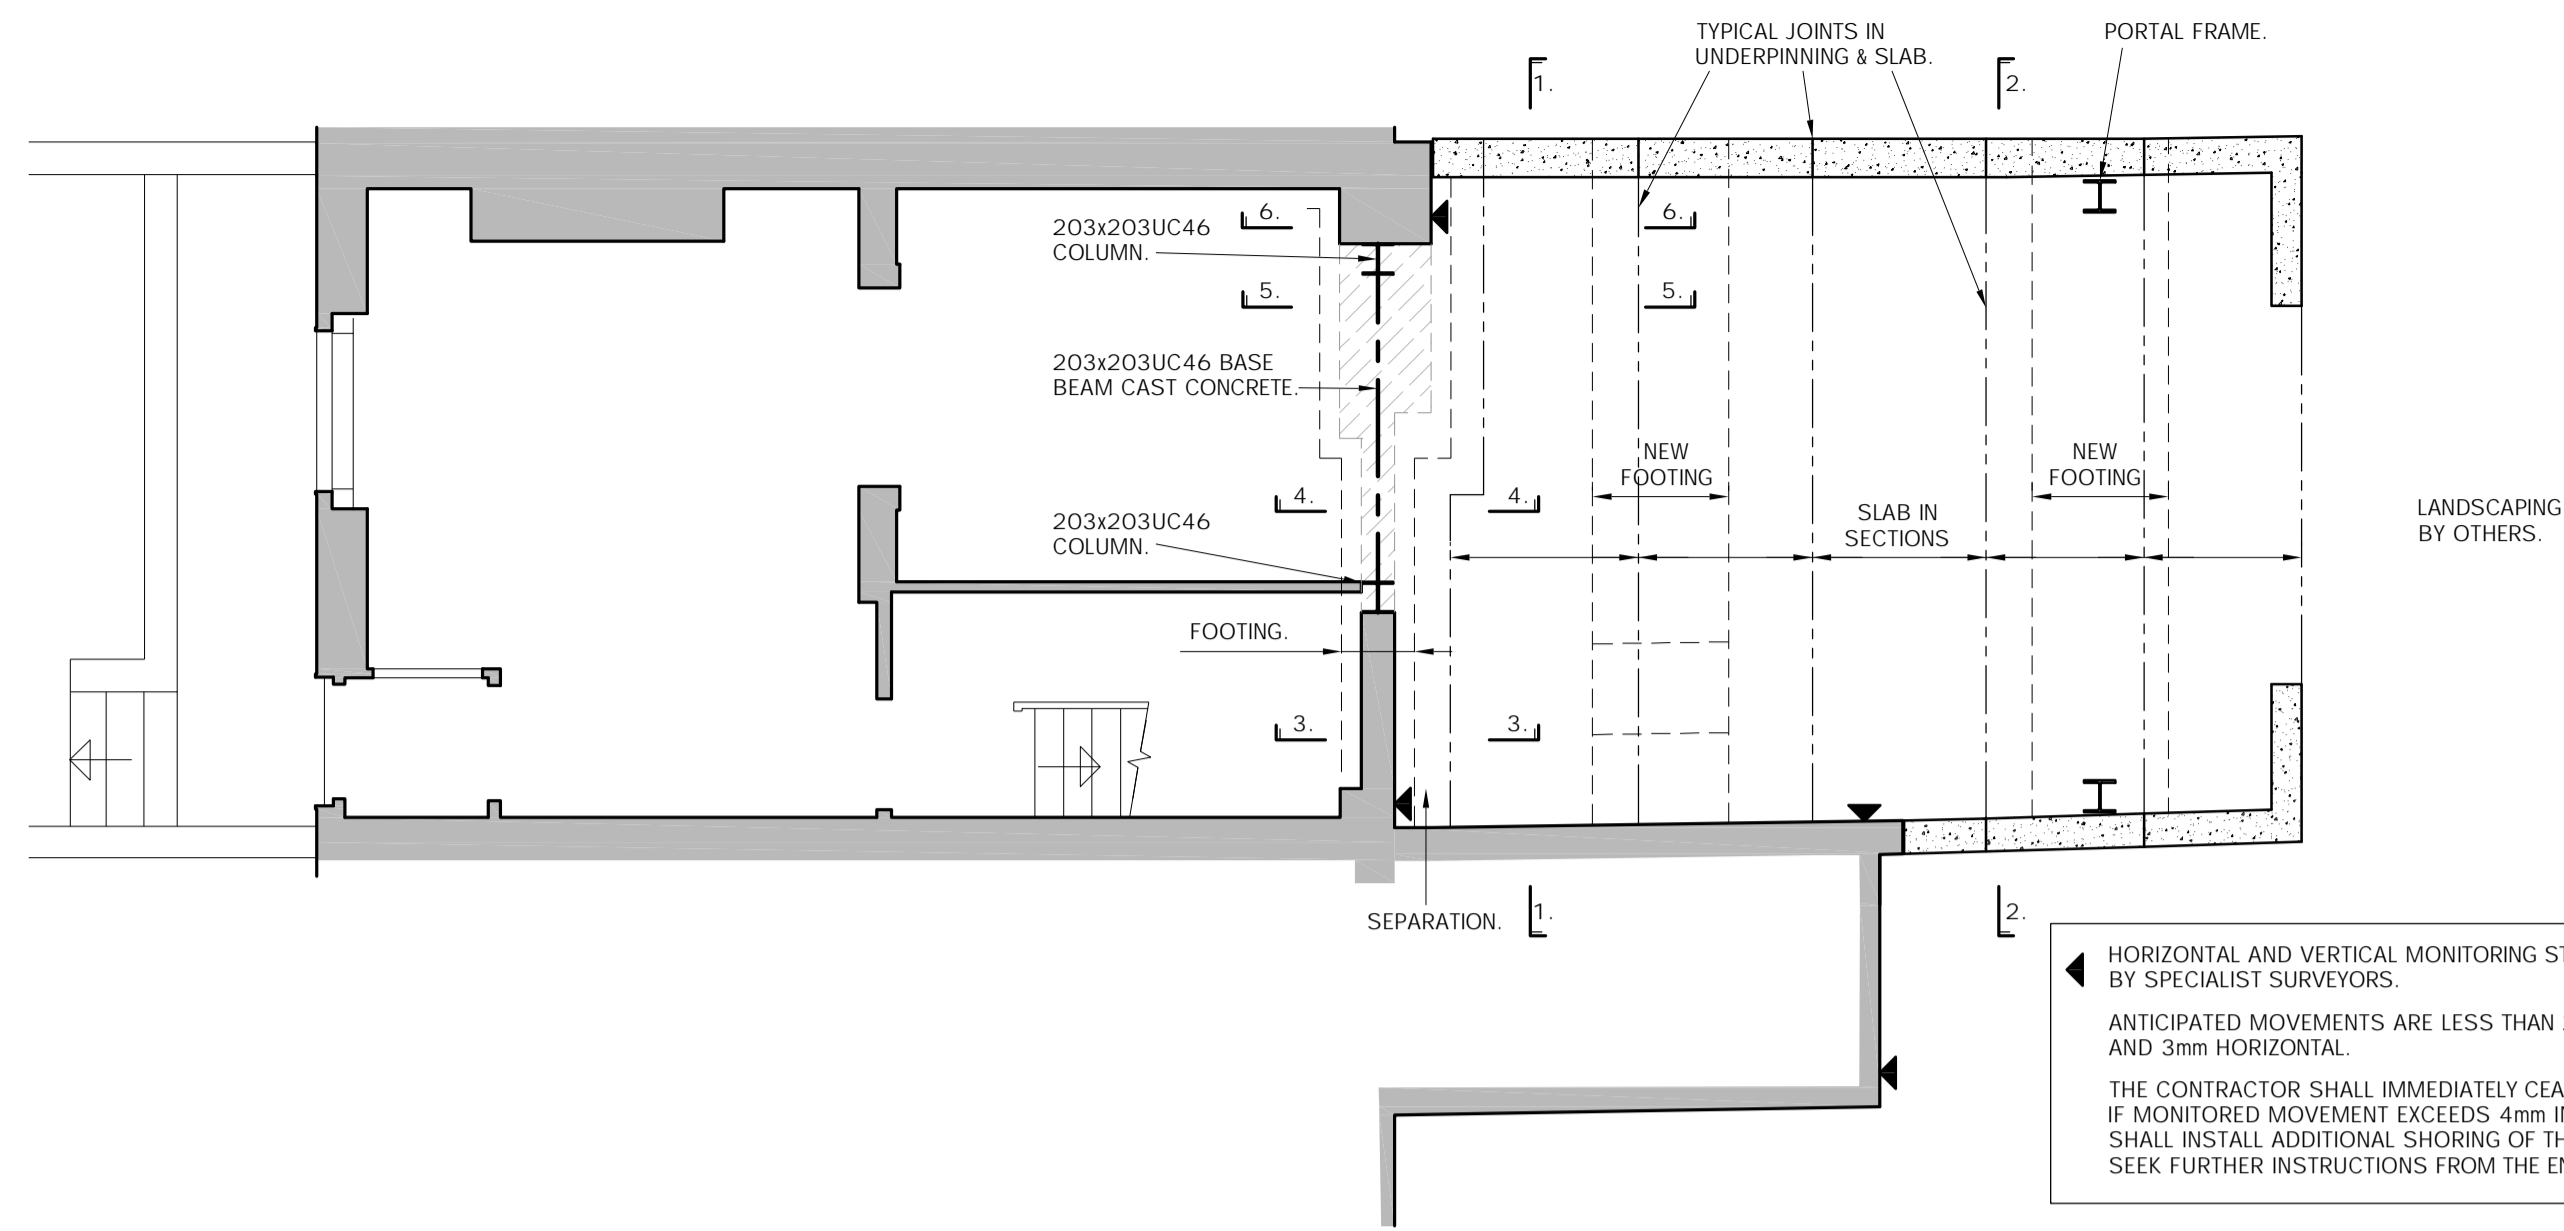 TYPICAL JOINTS IN
UNDERPINNING & SLAB.
PORTAL FRAME.
1.
2.
203x203UC46
COLUMN.
6.
6.
5.
5.
203x203UC46 BASE
BEAM CAST CONCRETE.
NEW
FOOTING
NEW
FOOTING
4.
4.
SLAB IN
SECTIONS
LANDSCAPING
BY OTHERS.
203x203UC46
COLUMN.
FOOTING.
3.
3.
SEPARATION.
1.
2.
HORIZONTAL AND VERTICAL MONITORING
BY SPECIALIST SURVEYORS.
ANTICIPATED MOVEMENTS ARE LESS THAN
AND 3mm HORIZONTAL.
THE CONTRACTOR SHALL IMMEDIATELY
IF MONITORED MOVEMENT EXCEEDS 4mm
SHALL INSTALL ADDITIONAL SHORING OF
SEEK FURTHER INSTRUCTIONS FROM THE